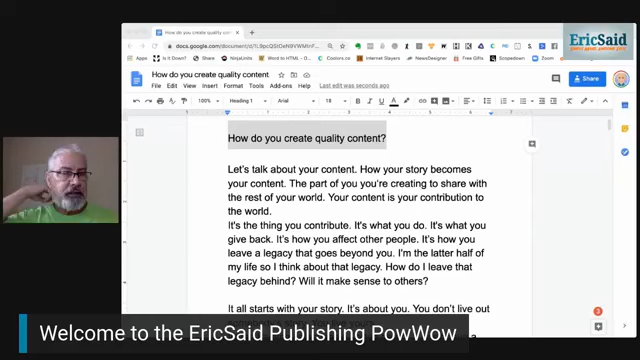 How do you create quality content
EricSaid
docs.google.com/document/d/
Apps
Did it!
NinjaUnits
Word to HTML - O...
Coolors.co
Internet Slayers
NewsDesigner
Proofreading
Free SSL
Scopedown
How do you create quality content
File Edit View Insert Format Tools Add-ons Help
Last edit was seconds ago
Share
100%
Heading 1
Arial
18
B I U A
How do you create quality content?
Let's talk about your content. How your story becomes
your content. The part of you you're creating to share with
the rest of your world. Your content is your contribution to
the world.
It's the thing you contribute. It's what you do. It's what you
give back. It's how you affect other people. It's how you
leave a legacy that goes beyond you. I'm the latter half of
my life so I think about that legacy. How do I leave that
legacy behind? Will it make sense to others?
It all starts with your story. It's about you. You don't live out
3
Welcome to the EricSaid Publishing PowWow